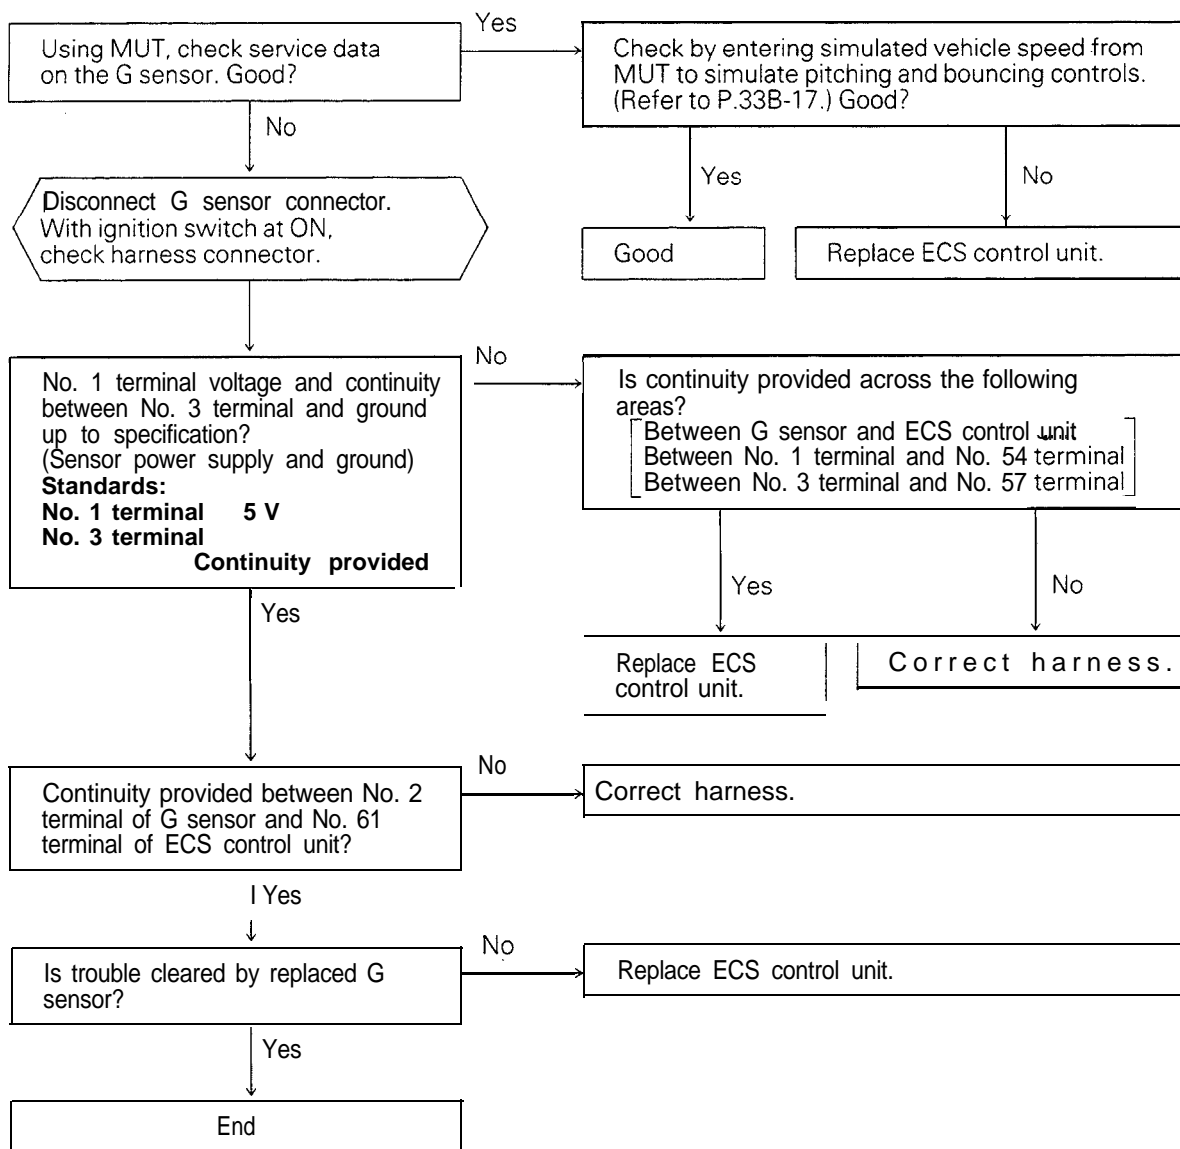 Using MUT, check service data
on the G sensor. Good?
Yes
Check by entering simulated vehicle speed from
MUT to simulate pitching and bouncing controls.
(Refer to P.33B-17.) Good?
No
Yes
No
Disconnect G sensor connector.
With ignition switch at ON,
check harness connector.
Good
Replace ECS control unit.
No. 1 terminal voltage and continuity
between No. 3 terminal and ground
up to specification?
(Sensor power supply and ground)
Standards:
No. 1 terminal 5 V
No. 3 terminal
Continuity provided
No
Is continuity provided across the following
areas?
Between G sensor and ECS control unit
Between No. 1 terminal and No. 54 terminal
Between No. 3 terminal and No. 57 terminal
Yes
Yes
No
Replace ECS
control unit.
Correct harness.
Continuity provided between No. 2
terminal of G sensor and No. 61
terminal of ECS control unit?
No
Correct harness.
I Yes
Is trouble cleared by replaced G
sensor?
No
Replace ECS control unit.
Yes
End